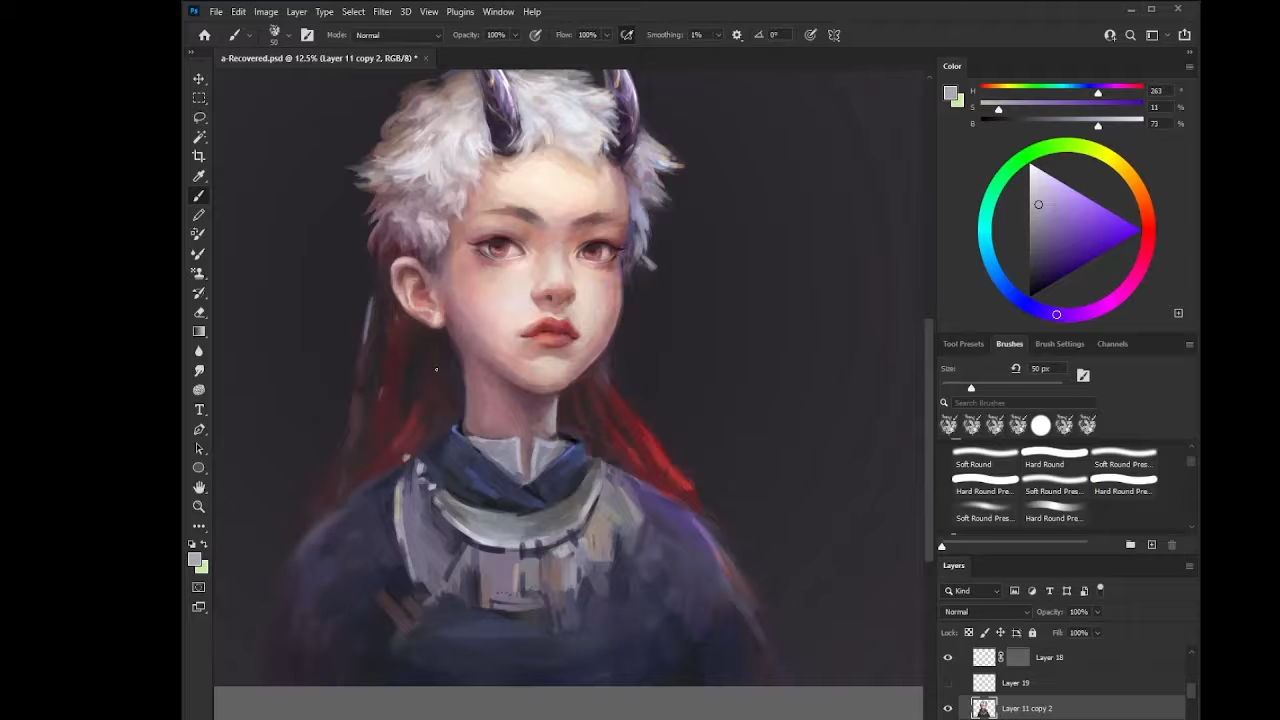 Ps File Edit Image Layer Type Select Filter 3D View Plugins Window Help
50 Mode: Normal Opacity: 100% Flow: 100% Smoothing: 1% 0°
a-Recovered.psd @ 12.5% (Layer 11 copy 2, RGB/8) * ×
Color
H 263 °
S 11 %
B 73 %
Tool Presets Brushes Brush Settings Channels
Size: 50 px
Search Brushes
Soft Round Hard Round Soft Round Pres...
Hard Round Pre... Soft Round Pres... Hard Round Pre...
Soft Round Pres... Hard Round Pre...
Layers
Kind
Normal Opacity: 100%
Lock: Fill: 100%
Layer 18
Layer 19
Layer 11 copy 2